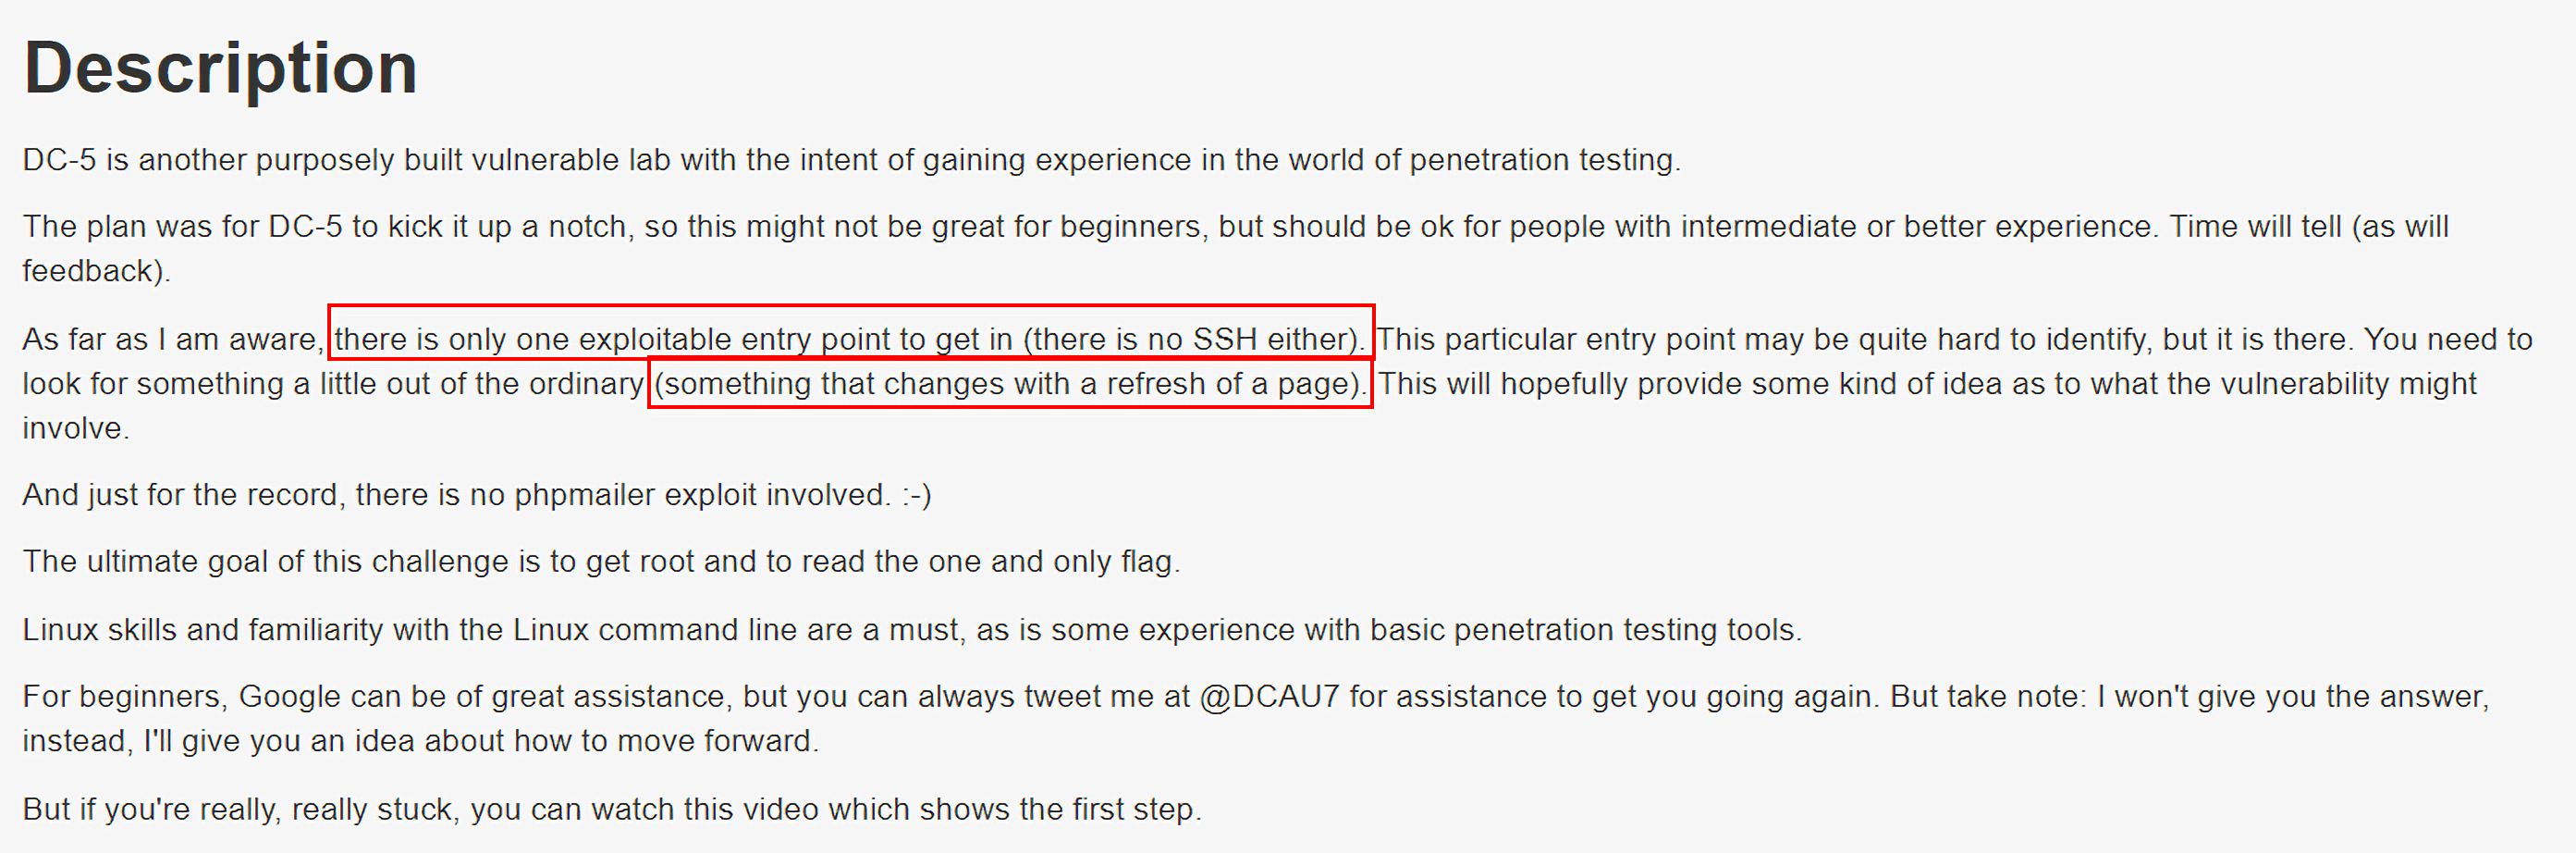 Description
DC-5 is another purposely built vulnerable lab with the intent of gaining experience in the world of penetration testing.
The plan was for DC-5 to kick it up a notch, so this might not be great for beginners, but should be ok for people with intermediate or better experience. Time will tell (as will
feedback).
As far as I am aware, there is only one exploitable entry point to get in (there is no SSH either). This particular entry point may be quite hard to identify, but it is there. You need to
look for something a little out of the ordinary (something that changes with a refresh of a page). This will hopefully provide some kind of idea as to what the vulnerability might
involve.
And just for the record, there is no phpmailer exploit involved. :-)
The ultimate goal of this challenge is to get root and to read the one and only flag.
Linux skills and familiarity with the Linux command line are a must, as is some experience with basic penetration testing tools.
For beginners, Google can be of great assistance, but you can always tweet me at @DCAU7 for assistance to get you going again. But take note: I won't give you the answer,
instead, I'll give you an idea about how to move forward.
But if you're really, really stuck, you can watch this video which shows the first step.